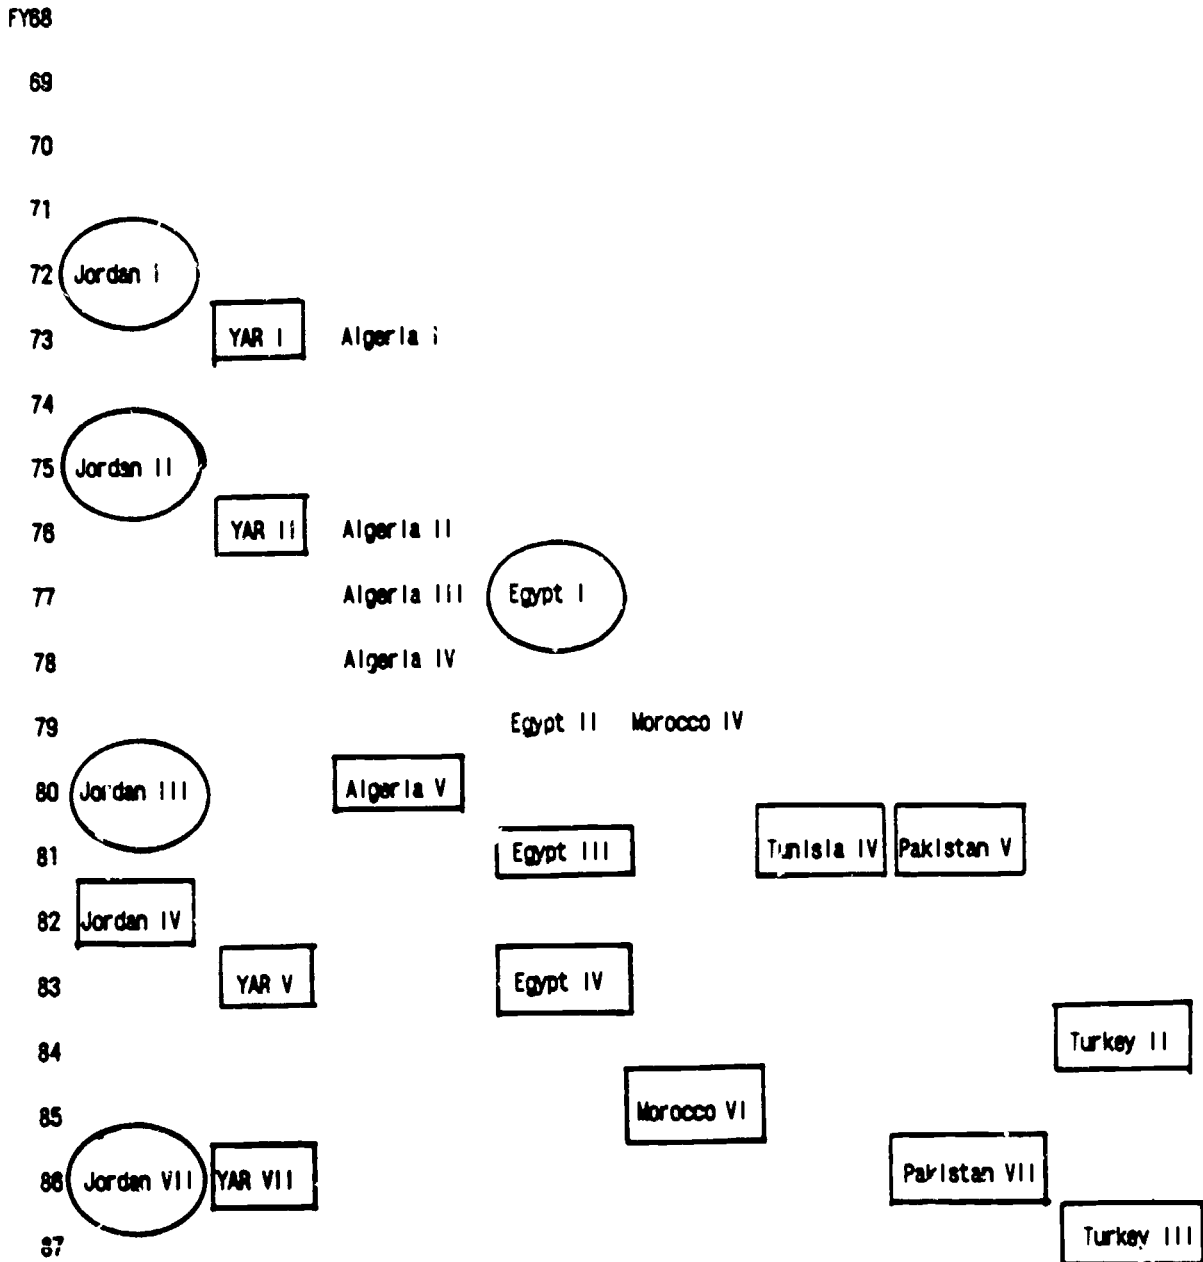 FY68
69
70
71
72 Jordan I
73 YAR I Algeria I
74
75 Jordan II
76 YAR II Algeria II
77 Algeria III Egypt I
78 Algeria IV
79 Egypt II Morocco IV
80 Jordan III Algeria V
81 Egypt III Tunisia IV Pakistan V
82 Jordan IV
83 YAR V Egypt IV
84 Turkey II
85 Morocco VI
86 Jordan VII YAR VII Pakistan VII
87 Turkey III